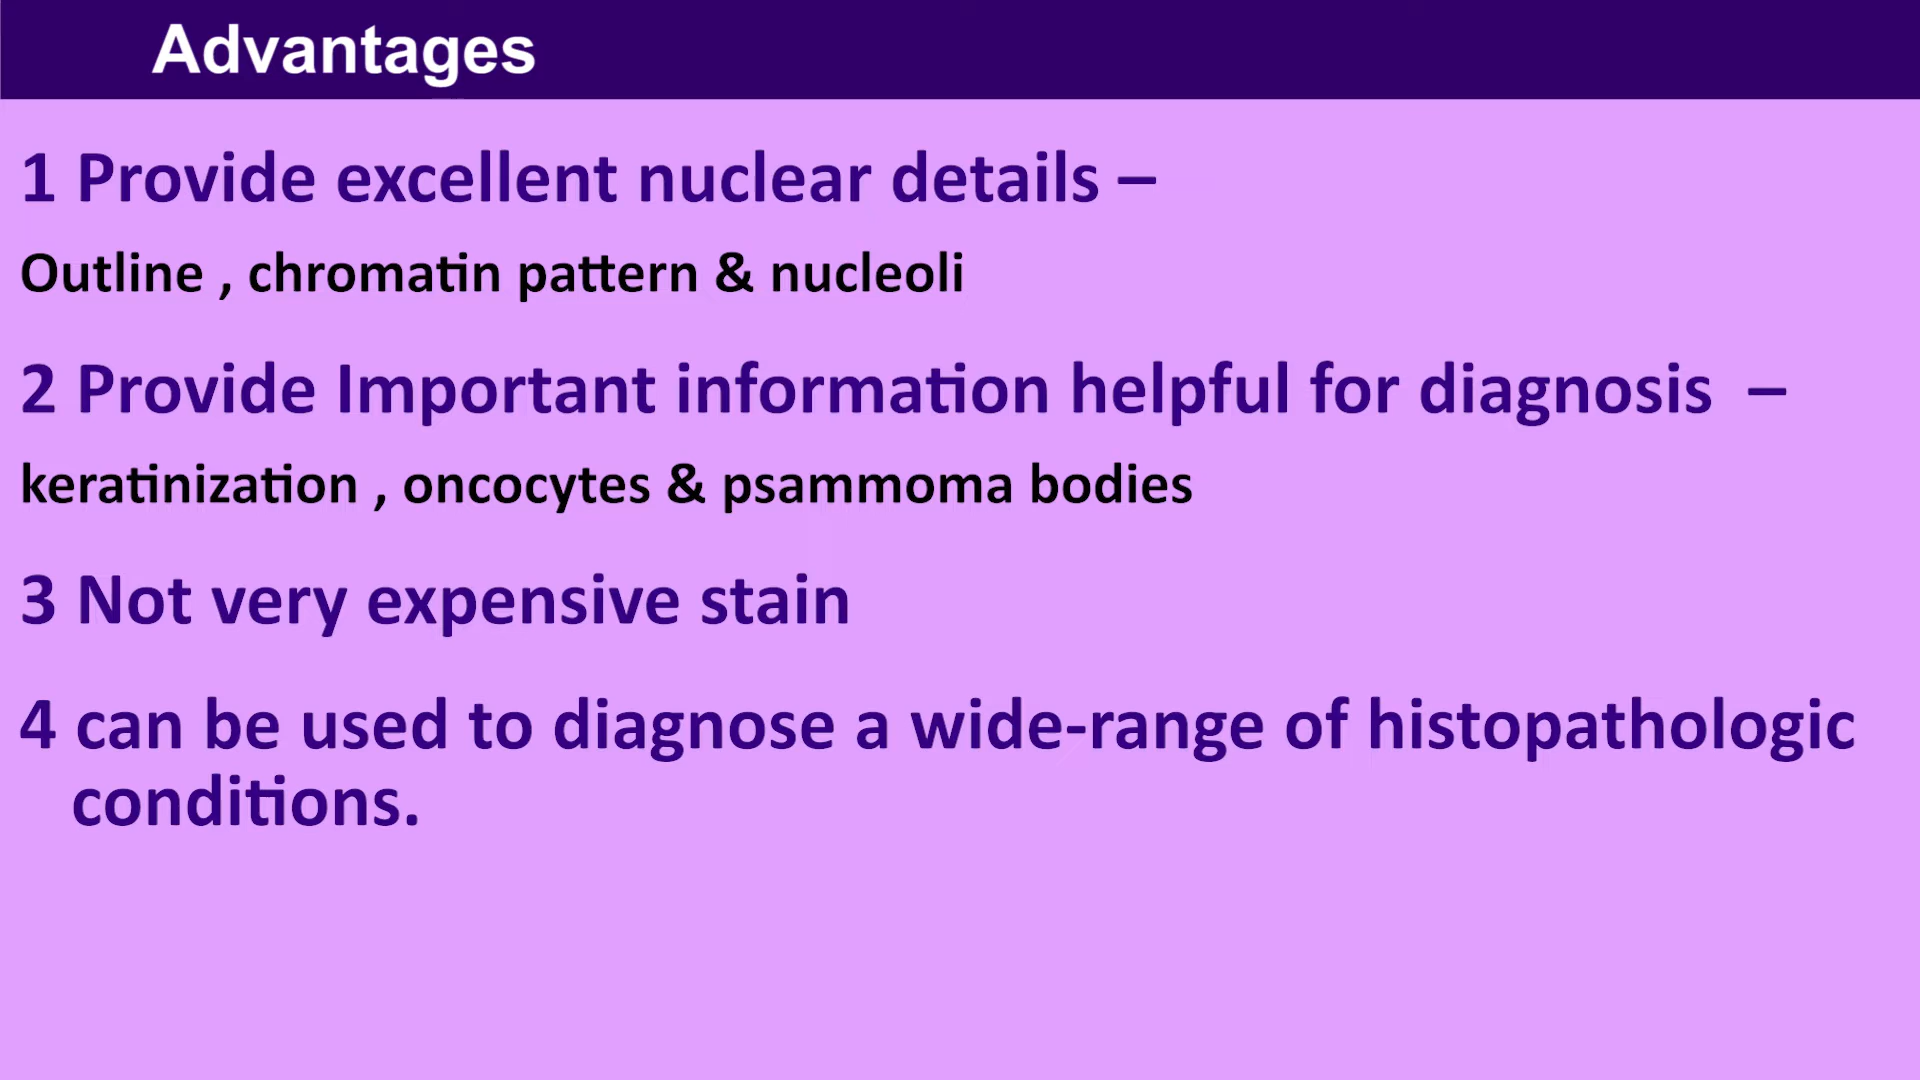 Advantages
1 Provide excellent nuclear details –
Outline , chromatin pattern & nucleoli
2 Provide Important information helpful for diagnosis –
keratinization , oncocytes & psammoma bodies
3 Not very expensive stain
4 can be used to diagnose a wide-range of histopathologic
conditions.